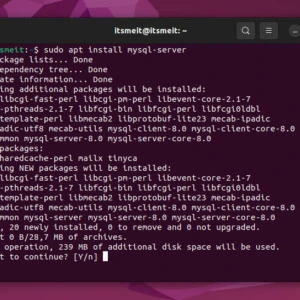 itsmeit@itsmeit: ~
smeit:~$ sudo apt install mysql-server
ackage lists... Done
ependency tree... Done
ate information... Done
ing additional packages will be installed:
libcgi-fast-perl libcgi-pm-perl libevent-core-2.1-7
-pthreads-2.1-7 libfcgi-bin libfcgi-perl libfcgi0ldbl
template-perl libmecab2 libprotobuf-lite23 mecab-ipadic
adic-utf8 mecab-utils mysql-client-8.0 mysql-client-core-8.0
mmon mysql-server-8.0 mysql-server-core-8.0
packages:
sharedcache-perl mailx tinyca
ing NEW packages will be installed:
libcgi-fast-perl libcgi-pm-perl libevent-core-2.1-7
-pthreads-2.1-7 libfcgi-bin libfcgi-perl libfcgi0ldbl
template-perl libmecab2 libprotobuf-lite23 mecab-ipadic
adic-utf8 mecab-utils mysql-client-8.0 mysql-client-core-8.0
mmon mysql-server mysql-server-8.0 mysql-server-core-8.0
, 20 newly installed, 0 to remove and 0 not upgraded.
t 0 B/28,7 MB of archives.
operation, 239 MB of additional disk space will be used.
t to continue? [Y/n]